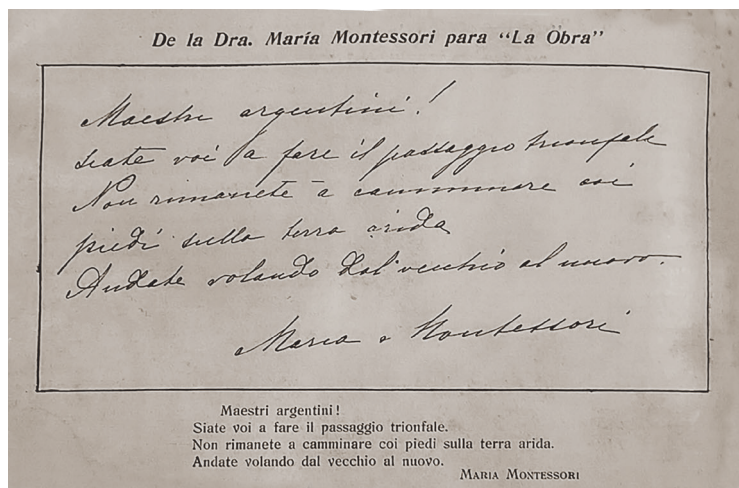 De la Dra. María Montessori para "La Obra"
Maestri argentini!
siate voi a fare il passaggio trionfale
Non rimanete a camminare coi
piedi sulla terra arida
Andate volando dal vecchio al nuovo.
Maria Montessori
Maestri argentini!
Siate voi a fare il passaggio trionfale.
Non rimanete a camminare coi piedi sulla terra arida.
Andate volando dal vecchio al nuovo.
MARIA MONTESSORI